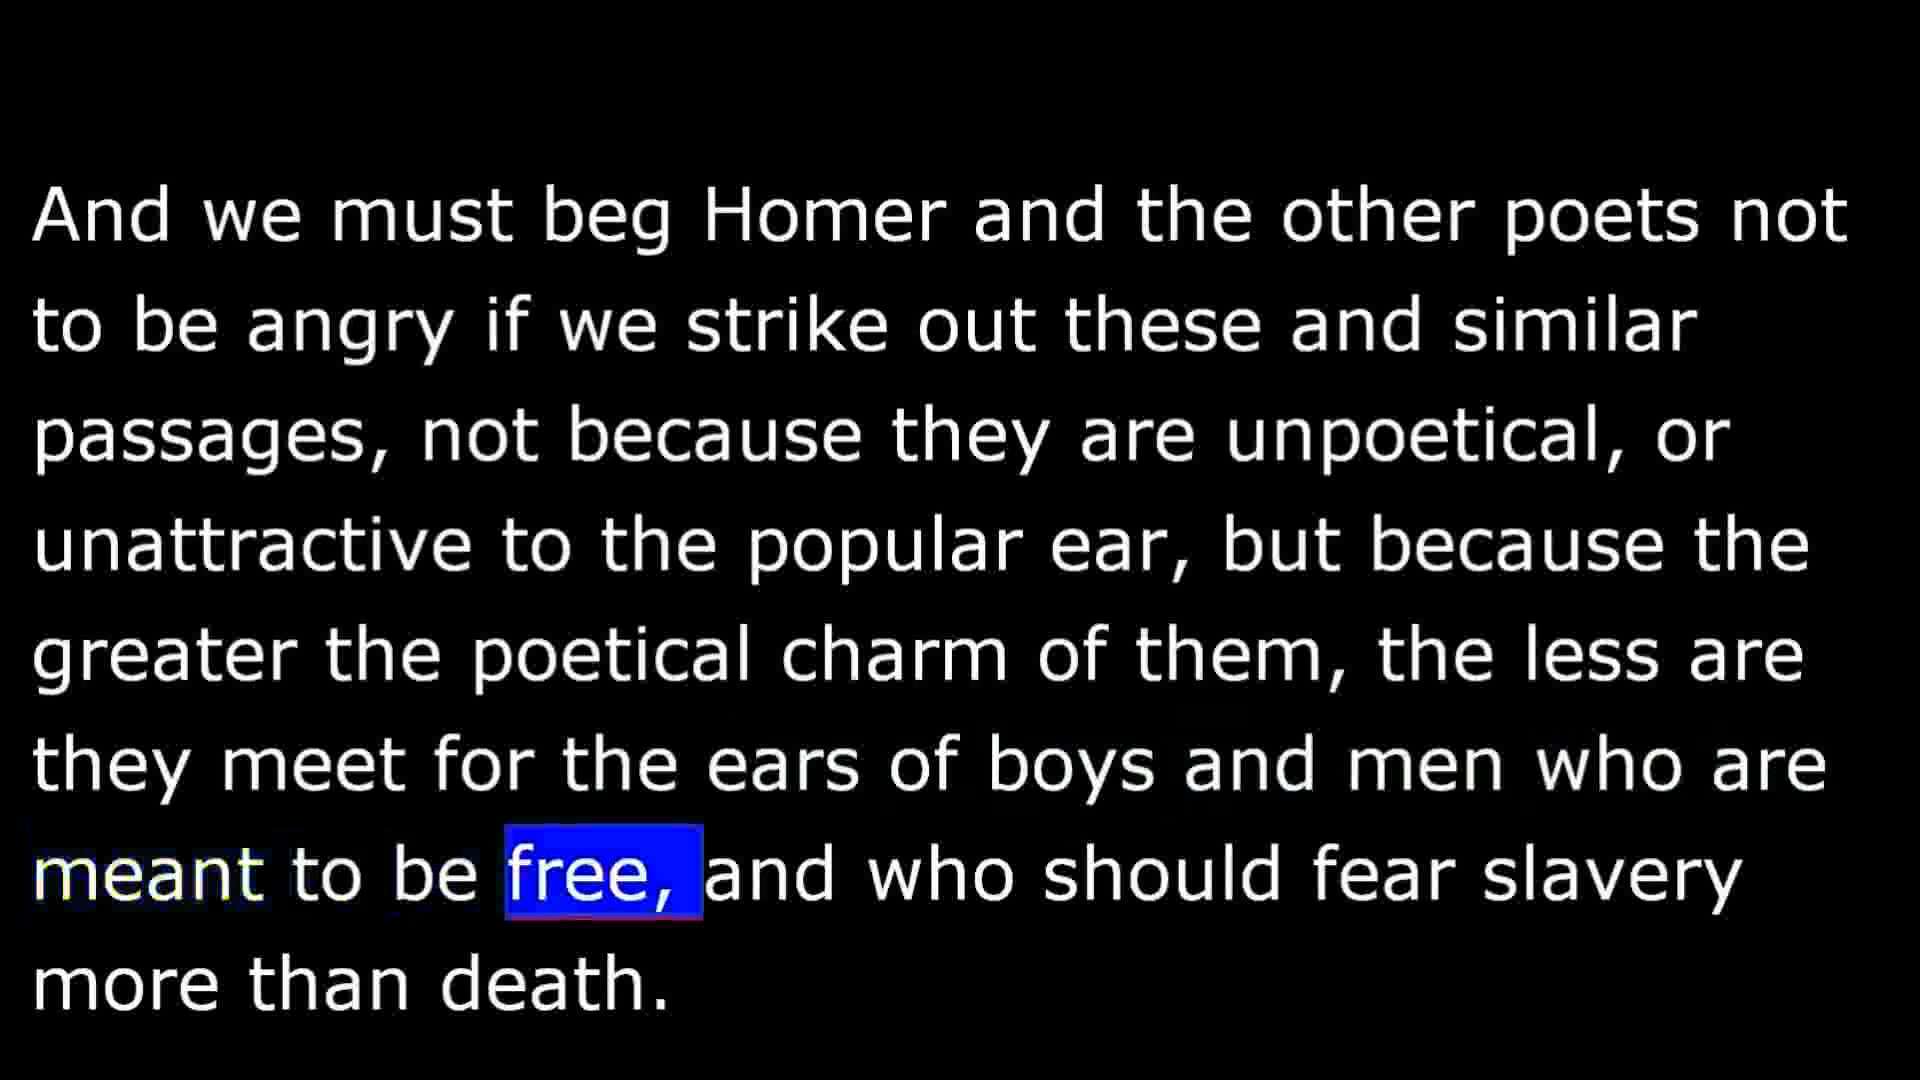 And we must beg Homer and the other poets not
to be angry if we strike out these and similar
passages, not because they are unpoetical, or
unattractive to the popular ear, but because the
greater the poetical charm of them, the less are
they meet for the ears of boys and men who are
meant to be free, and who should fear slavery
more than death.